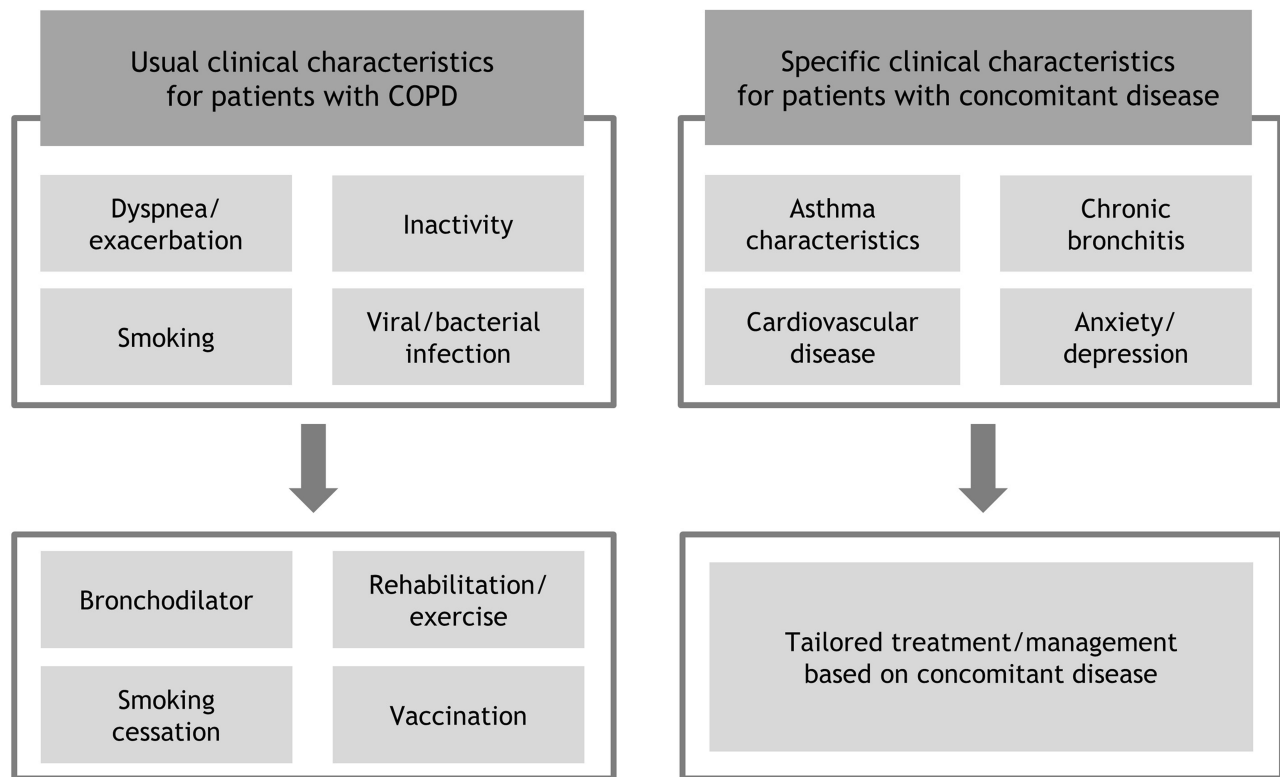 Usual clinical characteristics
for patients with COPD
Dyspnea/
exacerbation
Inactivity
Smoking
Viral/bacterial
infection
Bronchodilator
Rehabilitation/
exercise
Smoking
cessation
Vaccination
Specific clinical characteristics
for patients with concomitant disease
Asthma
characteristics
Chronic
bronchitis
Cardiovascular
disease
Anxiety/
depression
Tailored treatment/management
based on concomitant disease